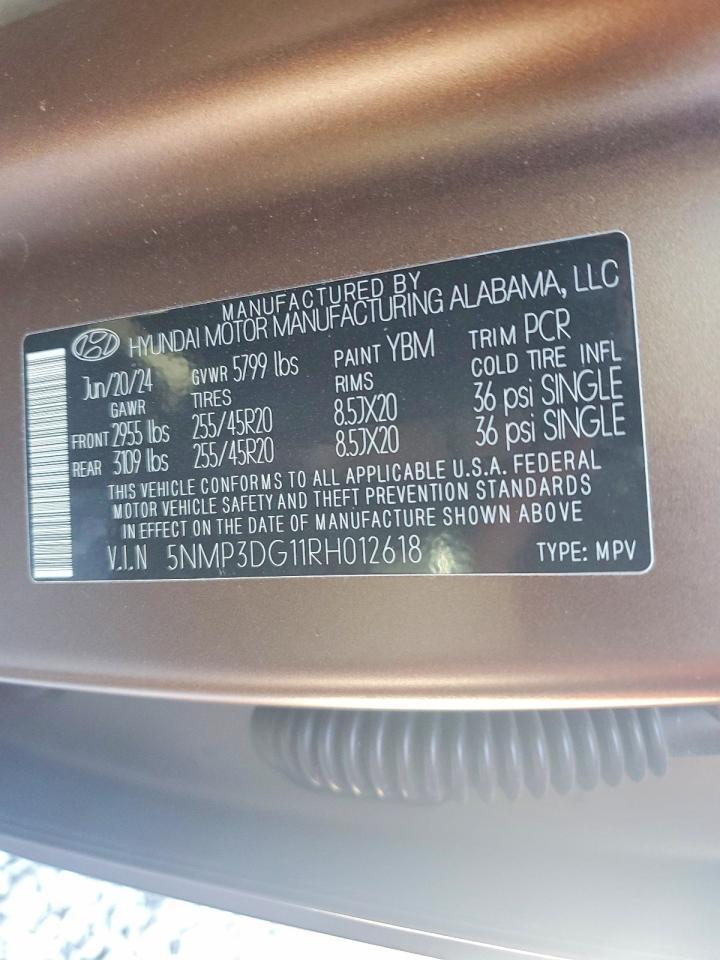 MANUFACTURED BY
HYUNDAI MOTOR MANUFACTURING ALABAMA, LLC
Jun/20/24 GVWR 5799 lbs PAINT YBM TRIM PCR
GAWR TIRES RIMS COLD TIRE INFL
FRONT 2955 lbs 255/45R20 8.5JX20 36 psi SINGLE
REAR 3109 lbs 255/45R20 8.5JX20 36 psi SINGLE
THIS VEHICLE CONFORMS TO ALL APPLICABLE U.S.A. FEDERAL
MOTOR VEHICLE SAFETY AND THEFT PREVENTION STANDARDS
IN EFFECT ON THE DATE OF MANUFACTURE SHOWN ABOVE
V.I.N 5NMP3DG11RH012618 TYPE: MPV